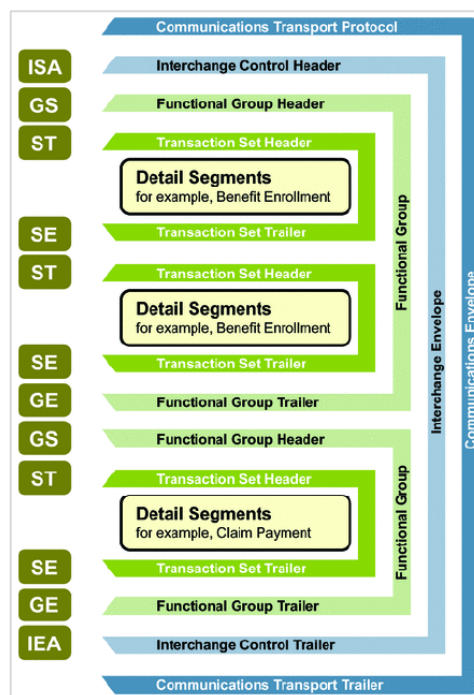 Communications Transport Protocol
ISA Interchange Control Header
GS Functional Group Header
ST Transaction Set Header
Detail Segments
for example, Benefit Enrollment
SE Transaction Set Trailer
ST Transaction Set Header
Detail Segments
for example, Benefit Enrollment
SE Transaction Set Trailer
GE Functional Group Trailer
Functional Group
GS Functional Group Header
ST Transaction Set Header
Detail Segments
for example, Claim Payment
SE Transaction Set Trailer
GE Functional Group Trailer
Functional Group
IEA Interchange Control Trailer
Interchange Envelope
Communications Transport Trailer
Communications Envelope